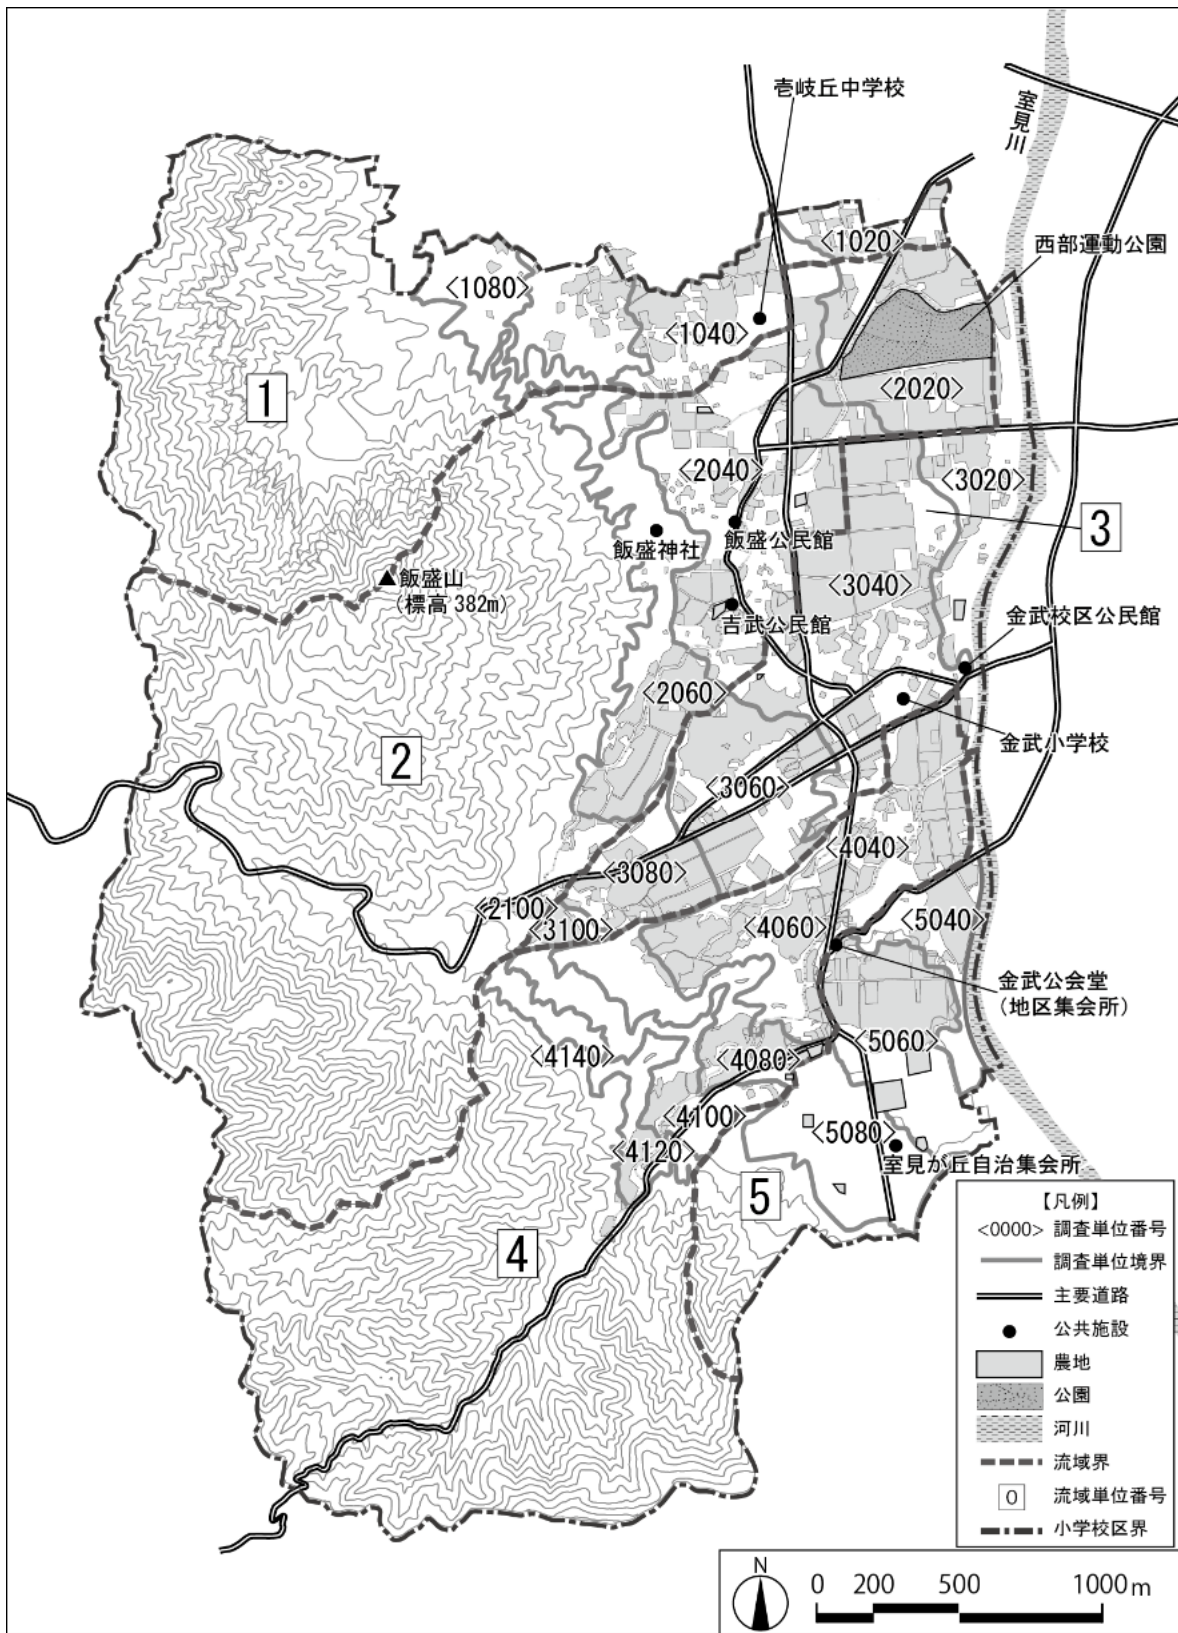 壱岐丘中学校
室見川
<1020>
西部運動公園
<1080>
<1040>
1
<2020>
<2040>
<3020>
3
飯盛神社
飯盛公民館
飯盛山
(標高 382m)
<3040>
吉武公民館
金武校区公民館
<2060>
金武小学校
2
<3060>
<4040>
<3080>
<2100>
<3100>
<4060>
<5040>
金武公会堂
(地区集会所)
<4140>
<4080>
<5060>
<4100>
<4120>
<5080>
室見が丘自治集会所
5
4
【凡例】
<0000> 調査単位番号
調査単位境界
主要道路
公共施設
農地
公園
河川
流域界
0 流域単位番号
小学校区界
N
0 200 500 1000m